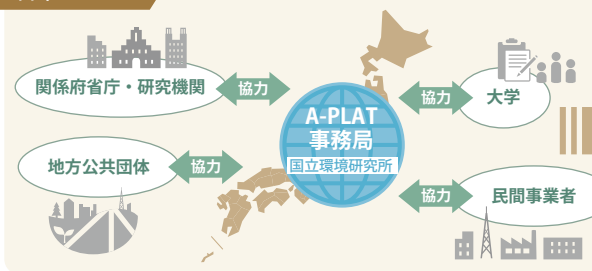 関係府省庁・研究機関
協力
A-PLAT
事務局
国立環境研究所
協力
大学
地方公共団体
協力
協力
民間事業者